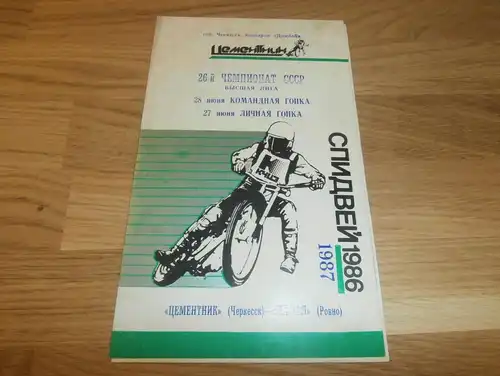 г. Черкесск,
Цементник
26-й ЧЕМПИОНАТ СССР
ВЫСШАЯ ЛИГА
28 июня КОМАНДНАЯ ГОНКА
27 июня ЛИЧНАЯ ГОНКА
СПИДВЕЙ 1986
1987
«ЦЕМЕНТНИК» (Черкесск)— (Ровно)